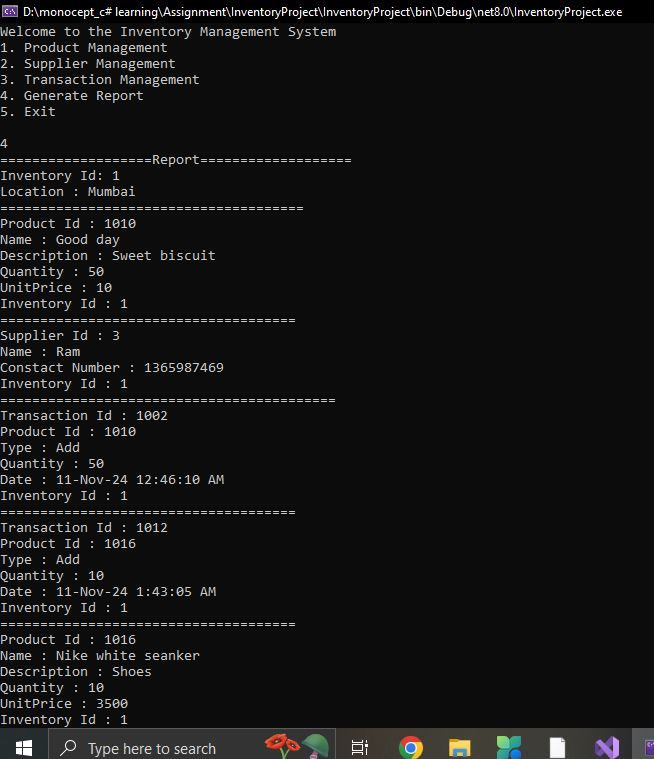 D:\monocept_c# learning\Assignment\InventoryProject\InventoryProject\bin\Debug\net8.0\InventoryProject.exe
Welcome to the Inventory Management System
1. Product Management
2. Supplier Management
3. Transaction Management
4. Generate Report
5. Exit
4
===================Report===================
Inventory Id: 1
Location : Mumbai
======================================
Product Id : 1010
Name : Good day
Description : Sweet biscuit
Quantity : 50
UnitPrice : 10
Inventory Id : 1
=====================================
Supplier Id : 3
Name : Ram
Constact Number : 1365987469
Inventory Id : 1
==========================================
Transaction Id : 1002
Product Id : 1010
Type : Add
Quantity : 50
Date : 11-Nov-24 12:46:10 AM
Inventory Id : 1
=====================================
Transaction Id : 1012
Product Id : 1016
Type : Add
Quantity : 10
Date : 11-Nov-24 1:43:05 AM
Inventory Id : 1
=====================================
Product Id : 1016
Name : Nike white seanker
Description : Shoes
Quantity : 10
UnitPrice : 3500
Inventory Id : 1
Type here to search